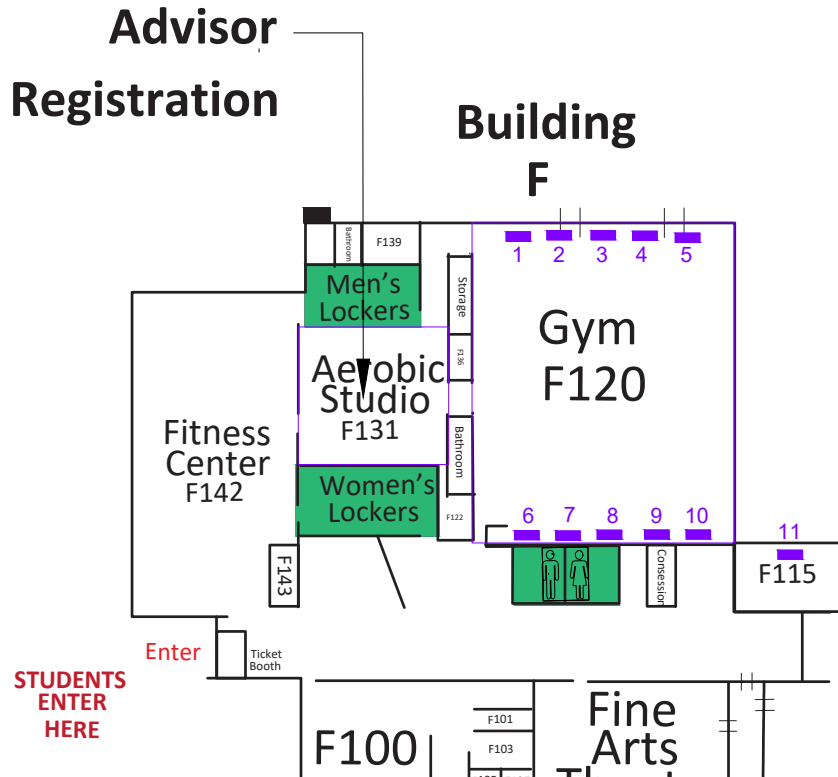 Advisor
Registration
Building
F
Bathroom
F139
Men's
Lockers
Storage
1
2
3
4
5
Gym
F120
F136
Aerobic
Studio
F131
Fitness
Center
F142
Bathroom
Women's
Lockers
F122
6
7
8
9
10
11
F143
Consession
F115
Enter
Ticket
Booth
STUDENTS
ENTER
HERE
F100
F101
F103
Fine
Arts